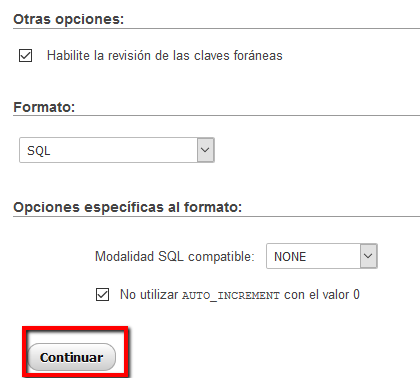 Otras opciones:
Habilite la revisión de las claves foráneas
Formato:
SQL
Opciones específicas al formato:
Modalidad SQL compatible: NONE
No utilizar AUTO_INCREMENT con el valor 0
Continuar